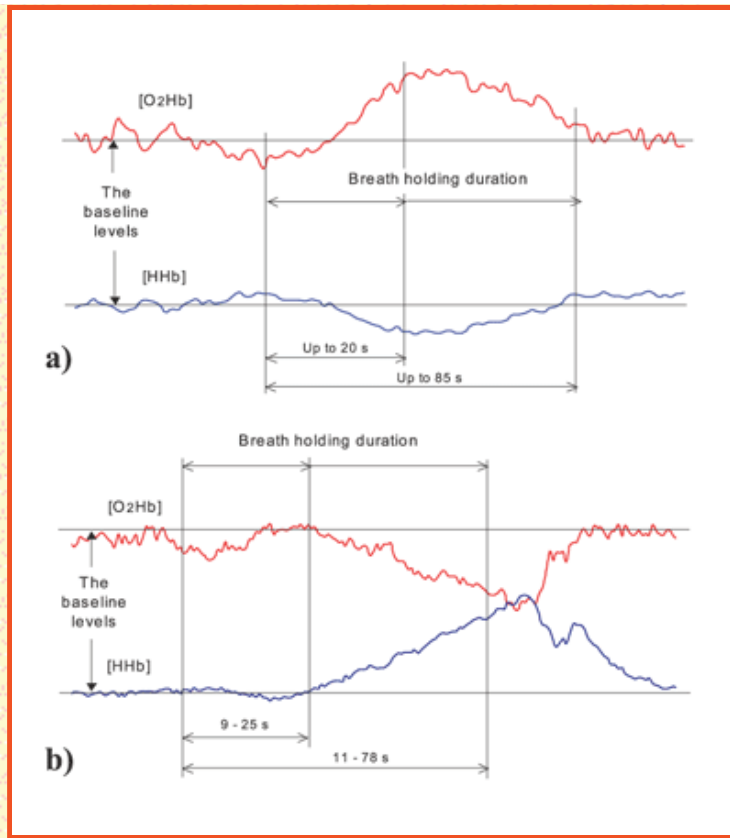 [O2Hb]
Breath holding duration
The
baseline
levels
[HHb]
Up to 20 s
a)
Up to 85 s
Breath holding duration
[O2Hb]
The
baseline
levels
[HHb]
9 - 25 s
b)
11 - 78 s